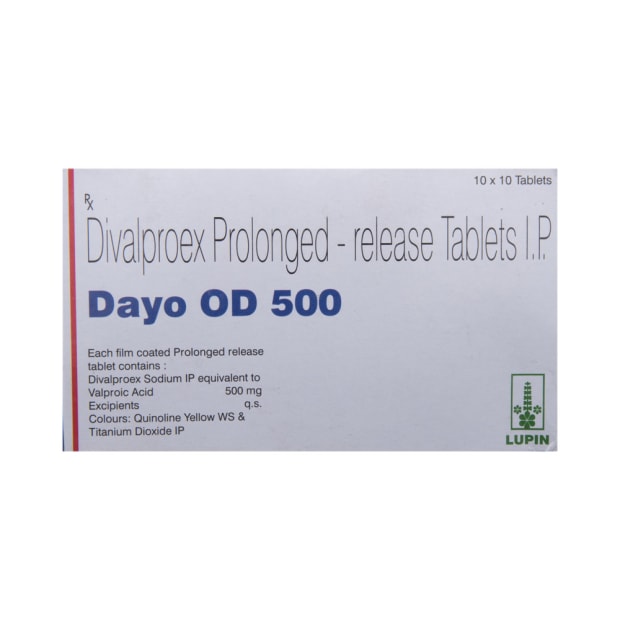 10 x 10 Tablets
Rx
Divalproex Prolonged - release Tablets I.P.
Dayo OD 500
Each film coated Prolonged release
tablet contains :
Divalproex Sodium IP equivalent to
Valproic Acid 500 mg
Excipients q.s.
Colours: Quinoline Yellow WS &
Titanium Dioxide IP
LUPIN